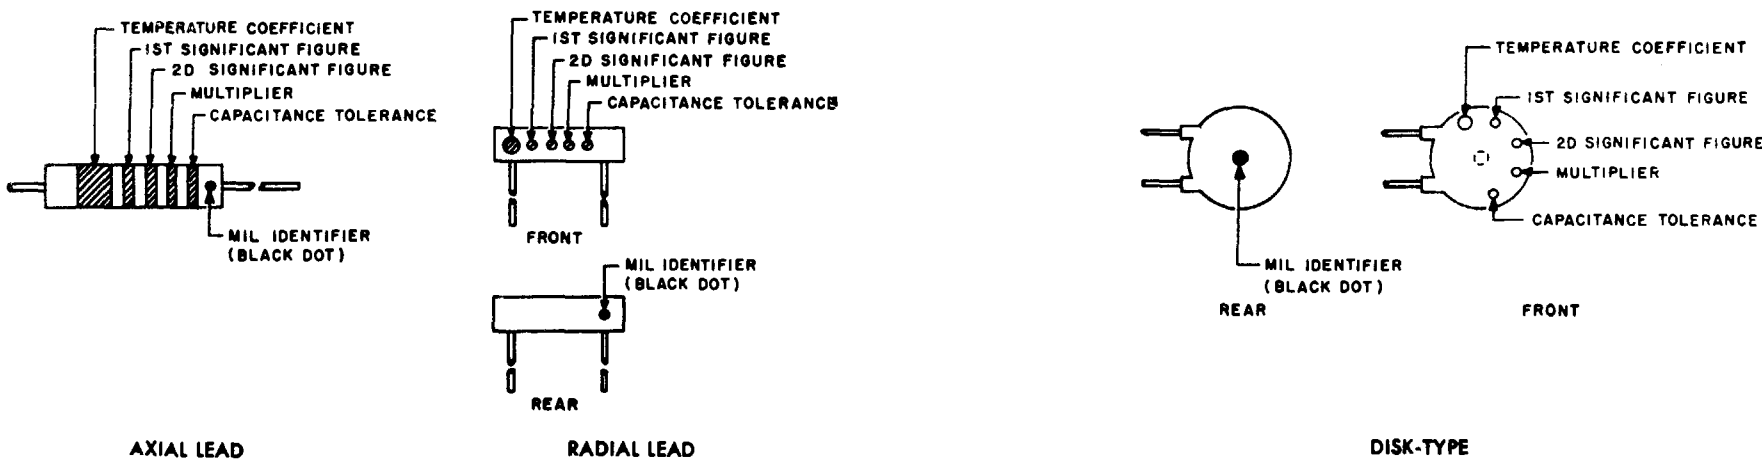 TEMPERATURE COEFFICIENT
1ST SIGNIFICANT FIGURE
2D SIGNIFICANT FIGURE
MULTIPLIER
CAPACITANCE TOLERANCE
MIL IDENTIFIER
(BLACK DOT)
AXIAL LEAD
TEMPERATURE COEFFICIENT
1ST SIGNIFICANT FIGURE
2D SIGNIFICANT FIGURE
MULTIPLIER
CAPACITANCE TOLERANCE
FRONT
MIL IDENTIFIER
(BLACK DOT)
REAR
RADIAL LEAD
MIL IDENTIFIER
(BLACK DOT)
REAR
TEMPERATURE COEFFICIENT
1ST SIGNIFICANT FIGURE
2D SIGNIFICANT FIGURE
MULTIPLIER
CAPACITANCE TOLERANCE
FRONT
DISK-TYPE